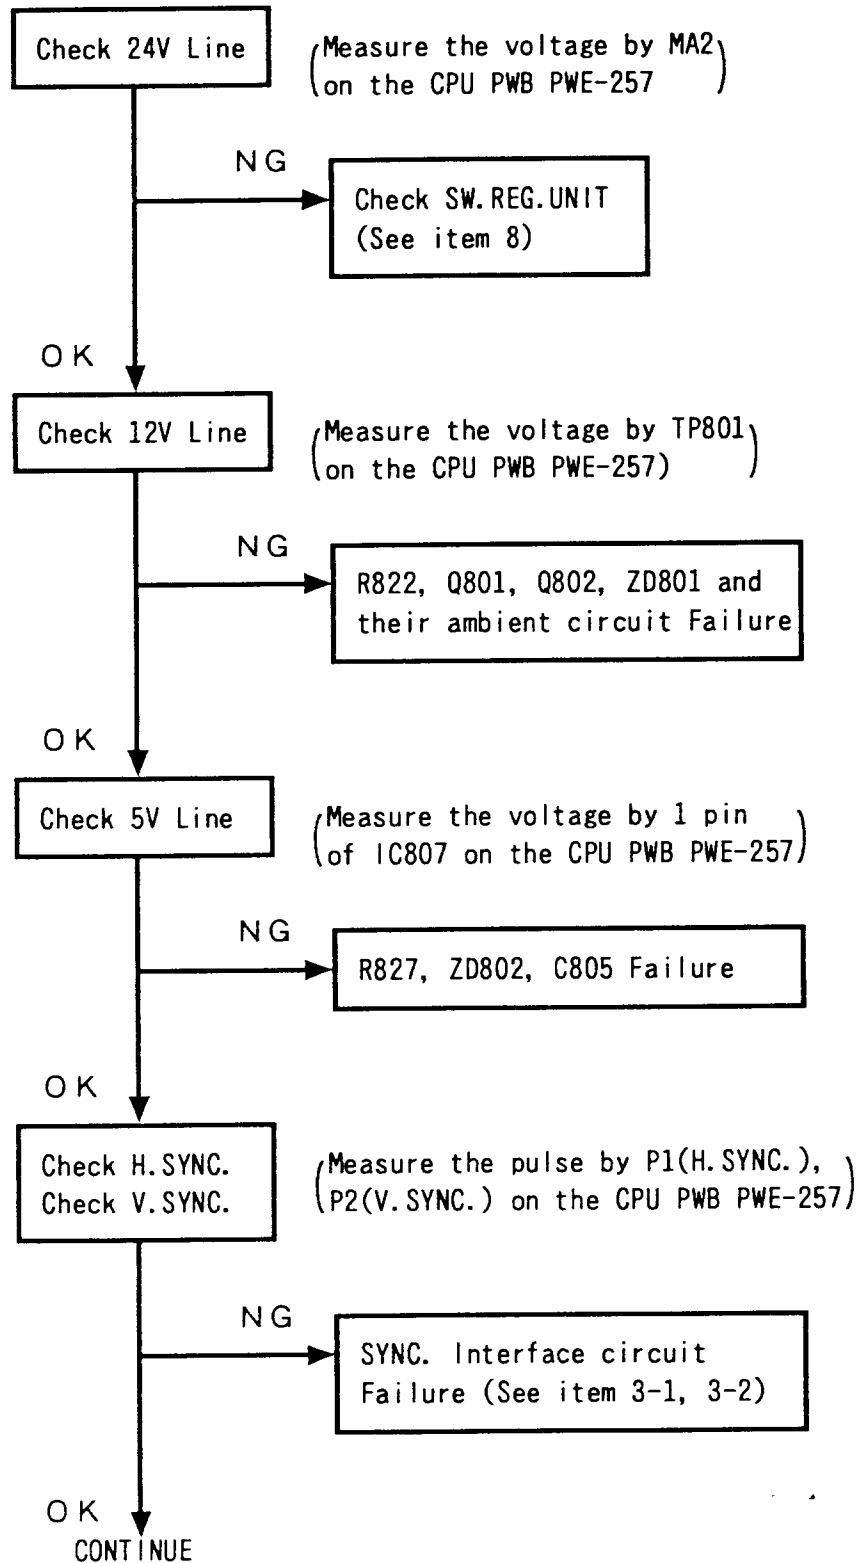 Check 24V Line
(Measure the voltage by MA2
on the CPU PWB PWE-257)
NG
Check SW.REG.UNIT
(See item 8)
OK
Check 12V Line
(Measure the voltage by TP801
on the CPU PWB PWE-257))
NG
R822, Q801, Q802, ZD801 and
their ambient circuit Failure
OK
Check 5V Line
(Measure the voltage by 1 pin
of IC807 on the CPU PWB PWE-257))
NG
R827, ZD802, C805 Failure
OK
Check H.SYNC.
Check V.SYNC.
(Measure the pulse by P1(H.SYNC.),
P2(V.SYNC.) on the CPU PWB PWE-257))
NG
SYNC. Interface circuit
Failure (See item 3-1, 3-2)
OK
CONTINUE